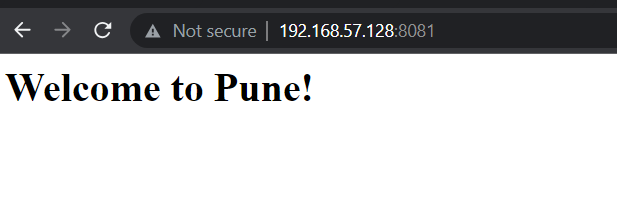 Not secure | 192.168.57.128:8081
Welcome to Pune!